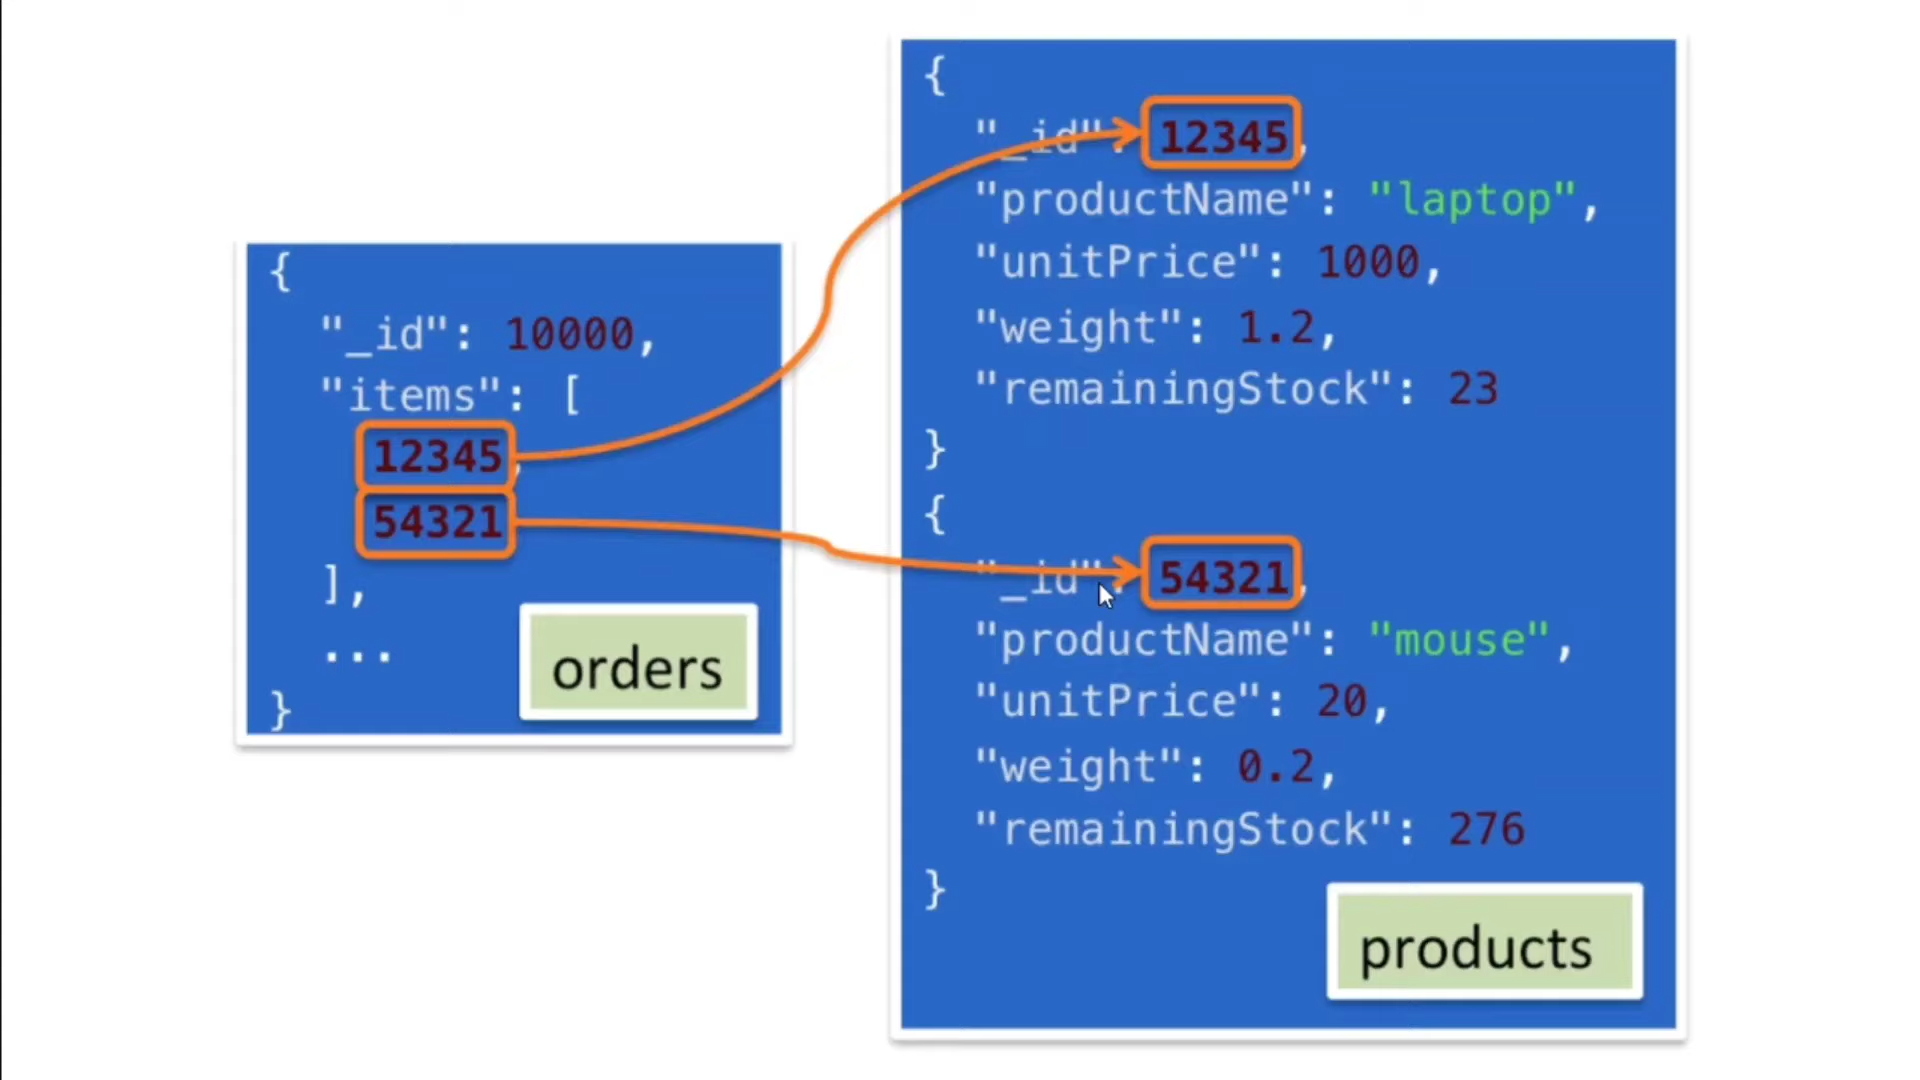 {
"_id": 10000,
"items": [
12345,
54321
],
...
}
orders
{
"_id": 12345,
"productName": "laptop",
"unitPrice": 1000,
"weight": 1.2,
"remainingStock": 23
}
{
"_id": 54321,
"productName": "mouse",
"unitPrice": 20,
"weight": 0.2,
"remainingStock": 276
}
products